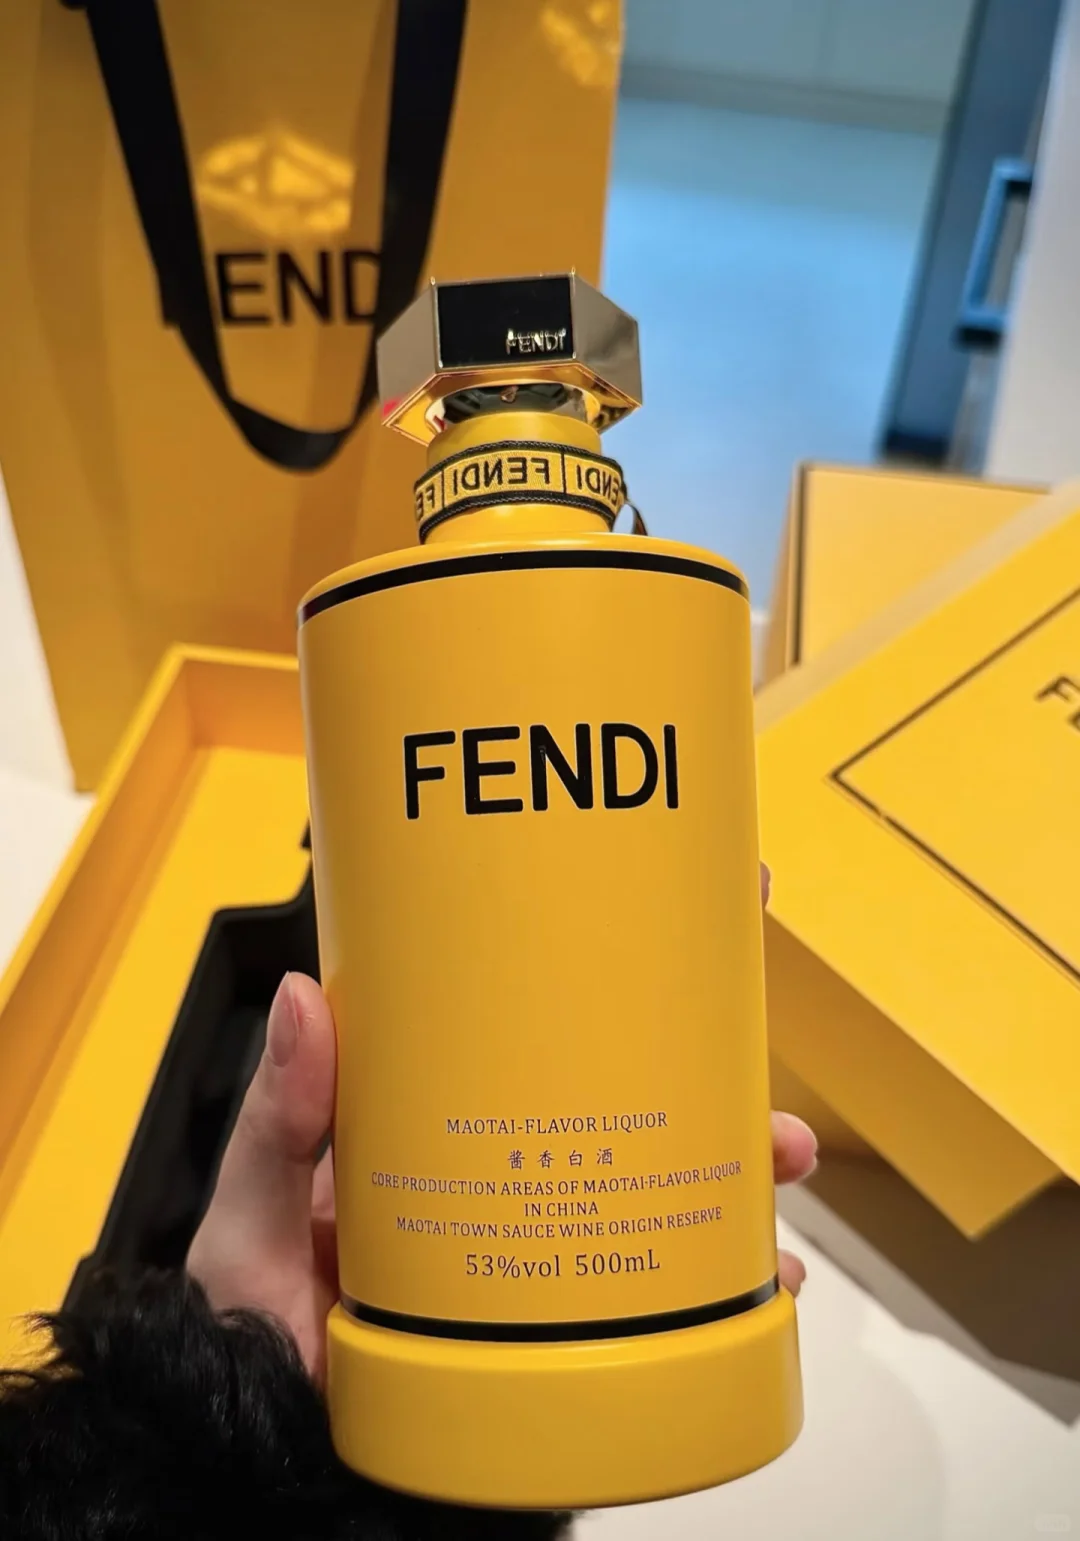 FENDI
FENDI
FENDI
FENDI
MAOTAI-FLAVOR LIQUOR
酱香白酒
CORE PRODUCTION AREAS OF MAOTAI-FLAVOR LIQUOR
IN CHINA
MAOTAI TOWN SAUCE WINE ORIGIN RESERVE
53%vol 500mL